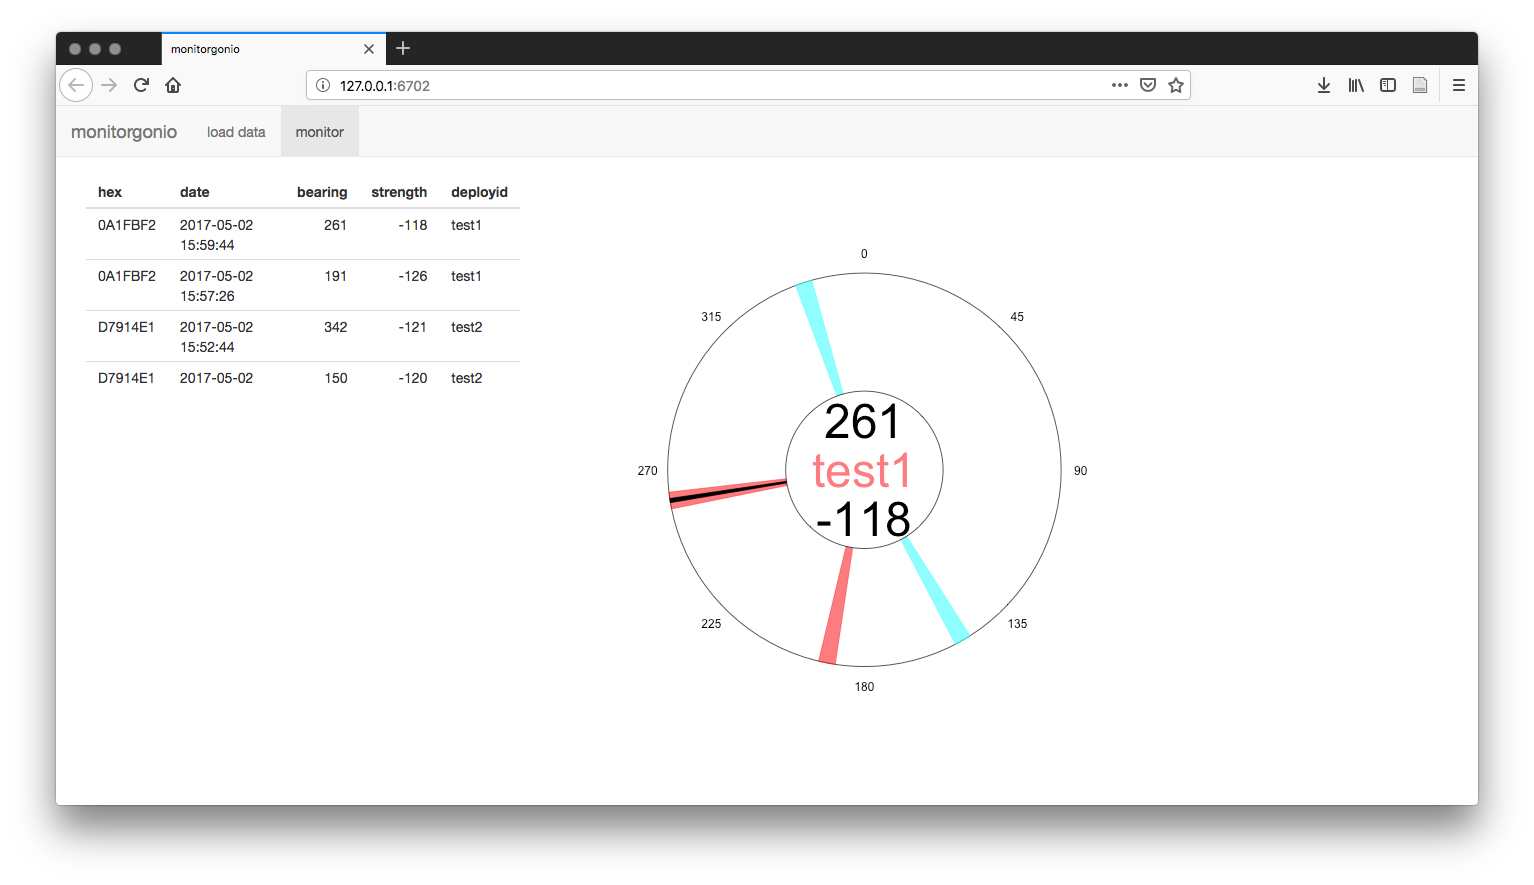 monitorgonio
127.0.0.1:6702
monitorgonio load data monitor
hex date bearing strength deployid
0A1FBF2 2017-05-02 261 -118 test1
15:59:44
0A1FBF2 2017-05-02 191 -126 test1
15:57:26
D7914E1 2017-05-02 342 -121 test2
15:52:44
D7914E1 2017-05-02 150 -120 test2
0
315 45
261
270 test1 90
-118
225 135
180